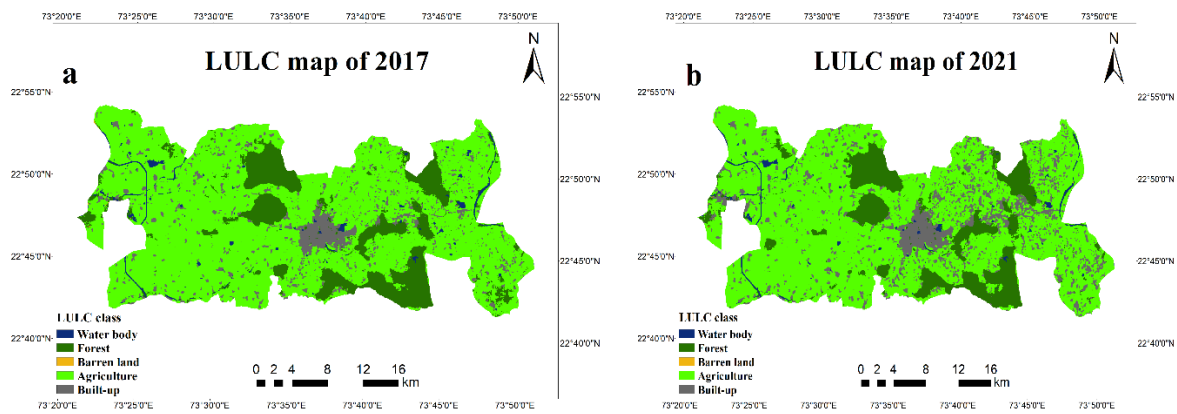 73°20'0"E 73°25'0"E 73°30'0"E 73°35'0"E 73°40'0"E 73°45'0"E 73°50'0"E
a
LULC map of 2017
N
22°55'0"N
22°55'0"N
22°50'0"N
22°50'0"N
22°45'0"N
22°45'0"N
22°40'0"N
22°40'0"N
LULC class
Water body
Forest
Barren land
Agriculture
Built-up
0 2 4 8 12 16
km
73°20'0"E 73°25'0"E 73°30'0"E 73°35'0"E 73°40'0"E 73°45'0"E 73°50'0"E
73°20'0"E 73°25'0"E 73°30'0"E 73°35'0"E 73°40'0"E 73°45'0"E 73°50'0"E
b
LULC map of 2021
N
22°55'0"N
22°55'0"N
22°50'0"N
22°50'0"N
22°45'0"N
22°45'0"N
22°40'0"N
22°40'0"N
LULC class
Water body
Forest
Barren land
Agriculture
Built-up
0 2 4 8 12 16
km
73°20'0"E 73°25'0"E 73°30'0"E 73°35'0"E 73°40'0"E 73°45'0"E 73°50'0"E